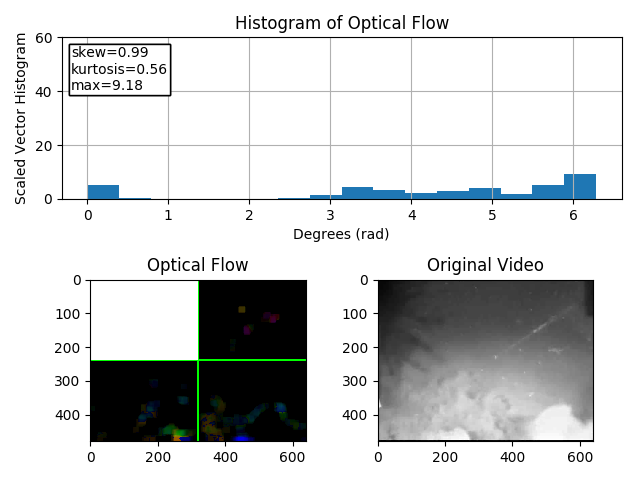 Histogram of Optical Flow
skew=0.99
kurtosis=0.56
max=9.18
Scaled Vector Histogram
60
40
20
0
0 1 2 3 4 5 6
Degrees (rad)
Optical Flow
0
100
200
300
400
0 200 400 600
Original Video
0
100
200
300
400
0 200 400 600